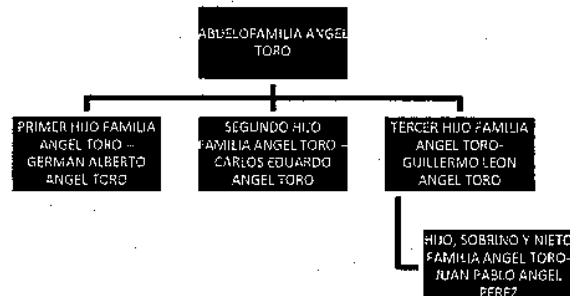 ABUELOFAMILIA ANGEL
TORO
PRIMER HIJO FAMILIA
ANGEL TORO –
GERMAN ALBERTO
ANGEL TORO
SEGUNDO HIJO
FAMILIA ANGEL TORO –
CARLOS EDUARDO
ANGEL TORO
TERCER HIJO FAMILIA
ANGEL TORO-
GUILLERMO LEON
ANGEL TORO
HIJO, SOBRINO Y NIETO
FAMILIA ANGEL TORO-
JUAN PABLO ANGEL
PEREZ